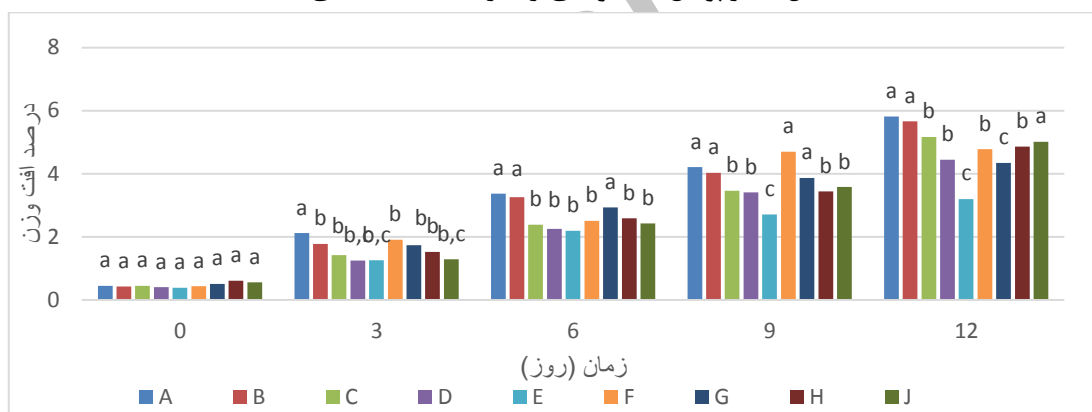 8
6
4
2
0
درصد افت وزن
a a a a a a a a a
a b b b,c b,c b b b b,c
a a b b b b a b b
a a b b c a a b b
a a b b c b c b a
0 3 6 9 12
زمان (روز)
A B C D E F G H J